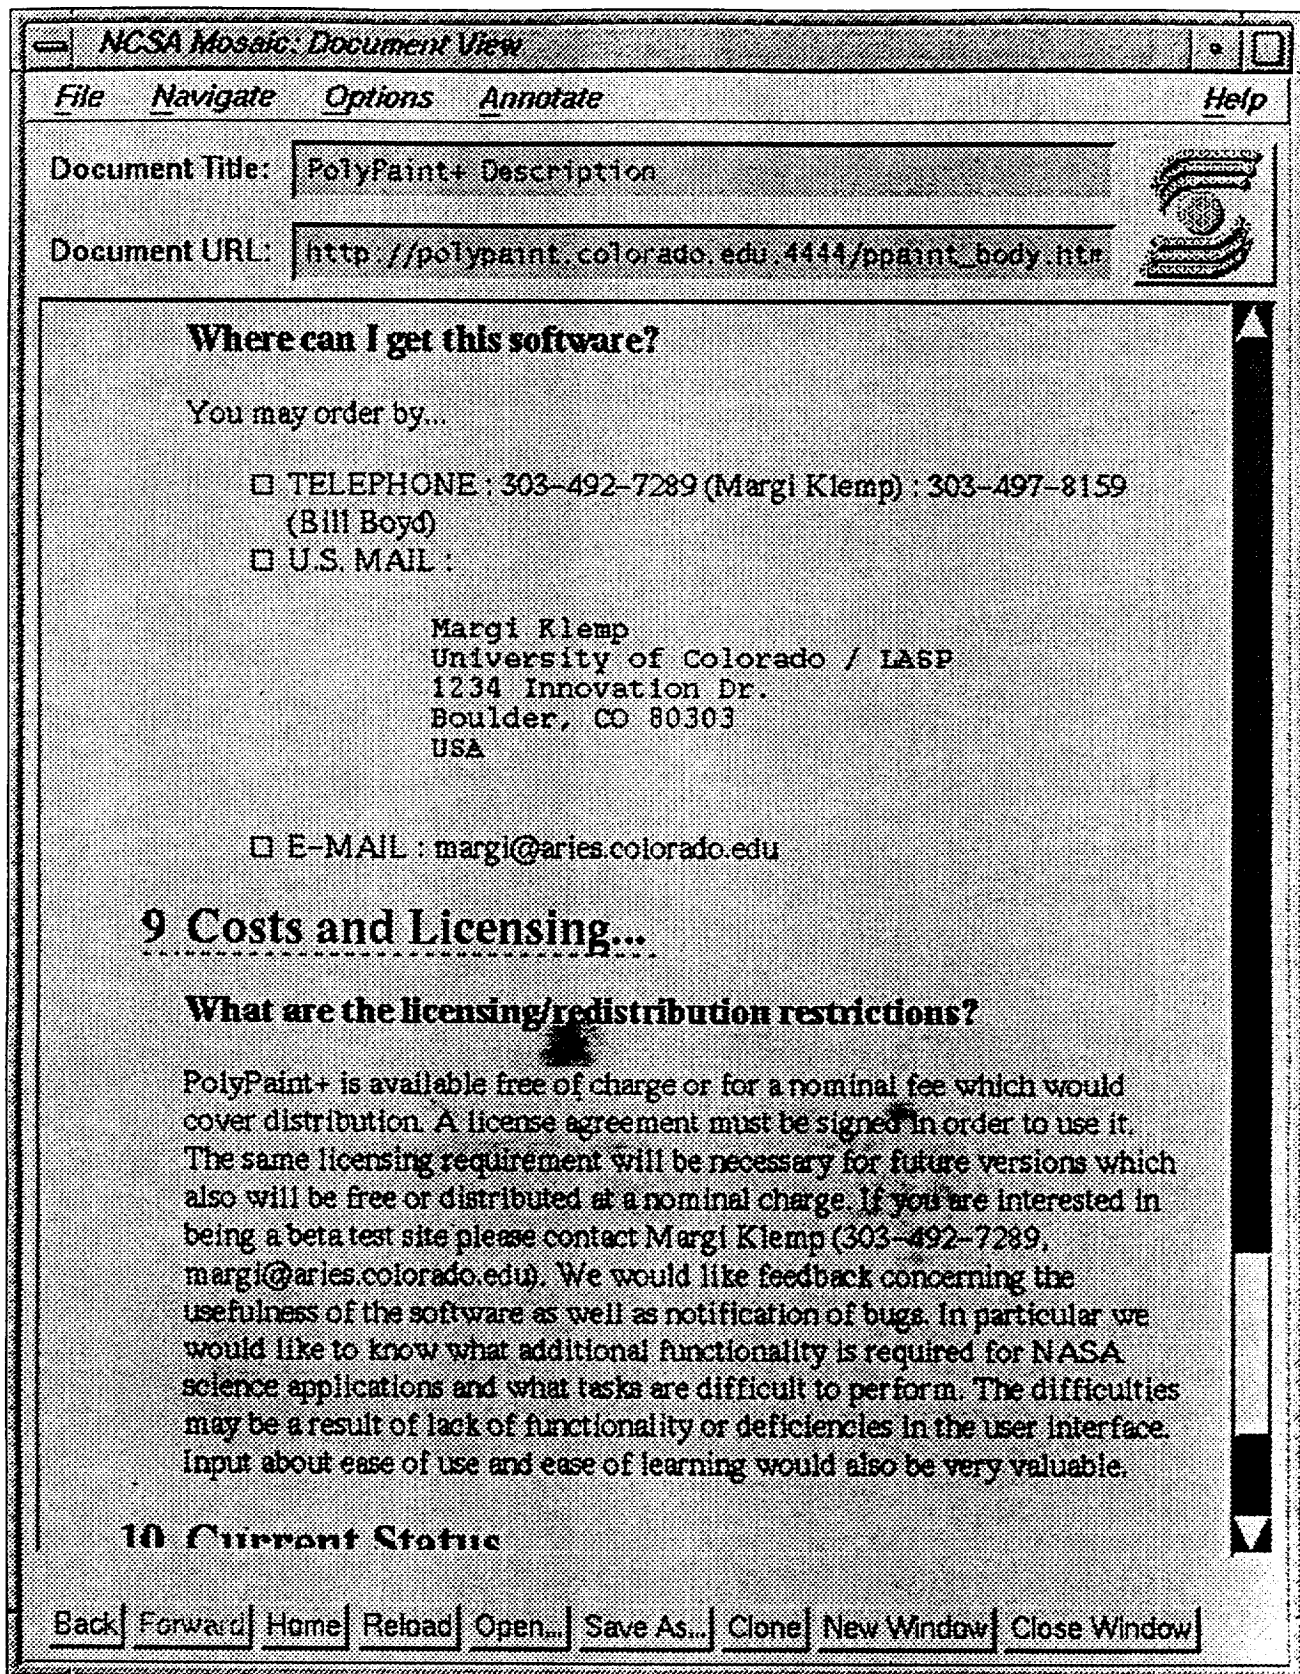 NCSA Mosaic: Document View
File Navigate Options Annotate Help
Document Title: PolyPaint+ Description
Document URL: http://polypaint.colorado.edu:4444/ppaint_body.htm
Where can I get this software?
You may order by...
TELEPHONE : 303-492-7289 (Margi Klemp) : 303-497-8159
(Bill Boyd)
U.S. MAIL :
Margi Klemp
University of Colorado / LASP
1234 Innovation Dr.
Boulder, CO 80303
USA
E-MAIL : margi@aries.colorado.edu
9 Costs and Licensing...
What are the licensing/redistribution restrictions?
PolyPaint+ is available free of charge or for a nominal fee which would
cover distribution. A license agreement must be signed in order to use it.
The same licensing requirement will be necessary for future versions which
also will be free or distributed at a nominal charge. If you are interested in
being a beta test site please contact Margi Klemp (303-492-7289,
margi@aries.colorado.edu). We would like feedback concerning the
usefulness of the software as well as notification of bugs. In particular we
would like to know what additional functionality is required for NASA
science applications and what tasks are difficult to perform. The difficulties
may be a result of lack of functionality or deficiencies in the user interface.
Input about ease of use and ease of learning would also be very valuable.
10 Current Status
Back Forward Home Reload Open... Save As... Clone New Window Close Window